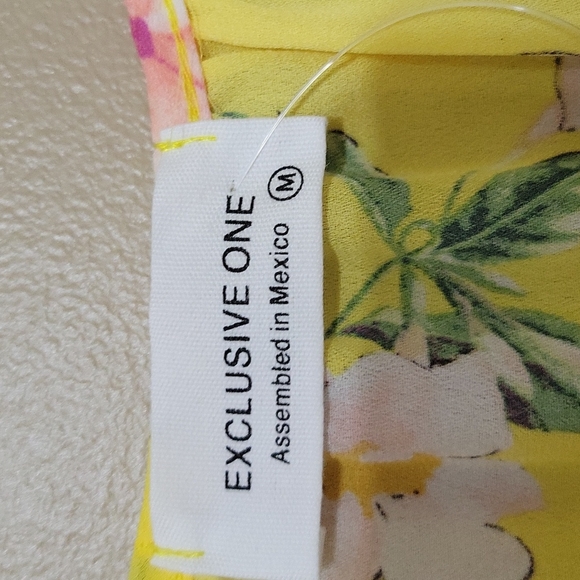 EXCLUSIVE ONE
Assembled in Mexico Ⓜ